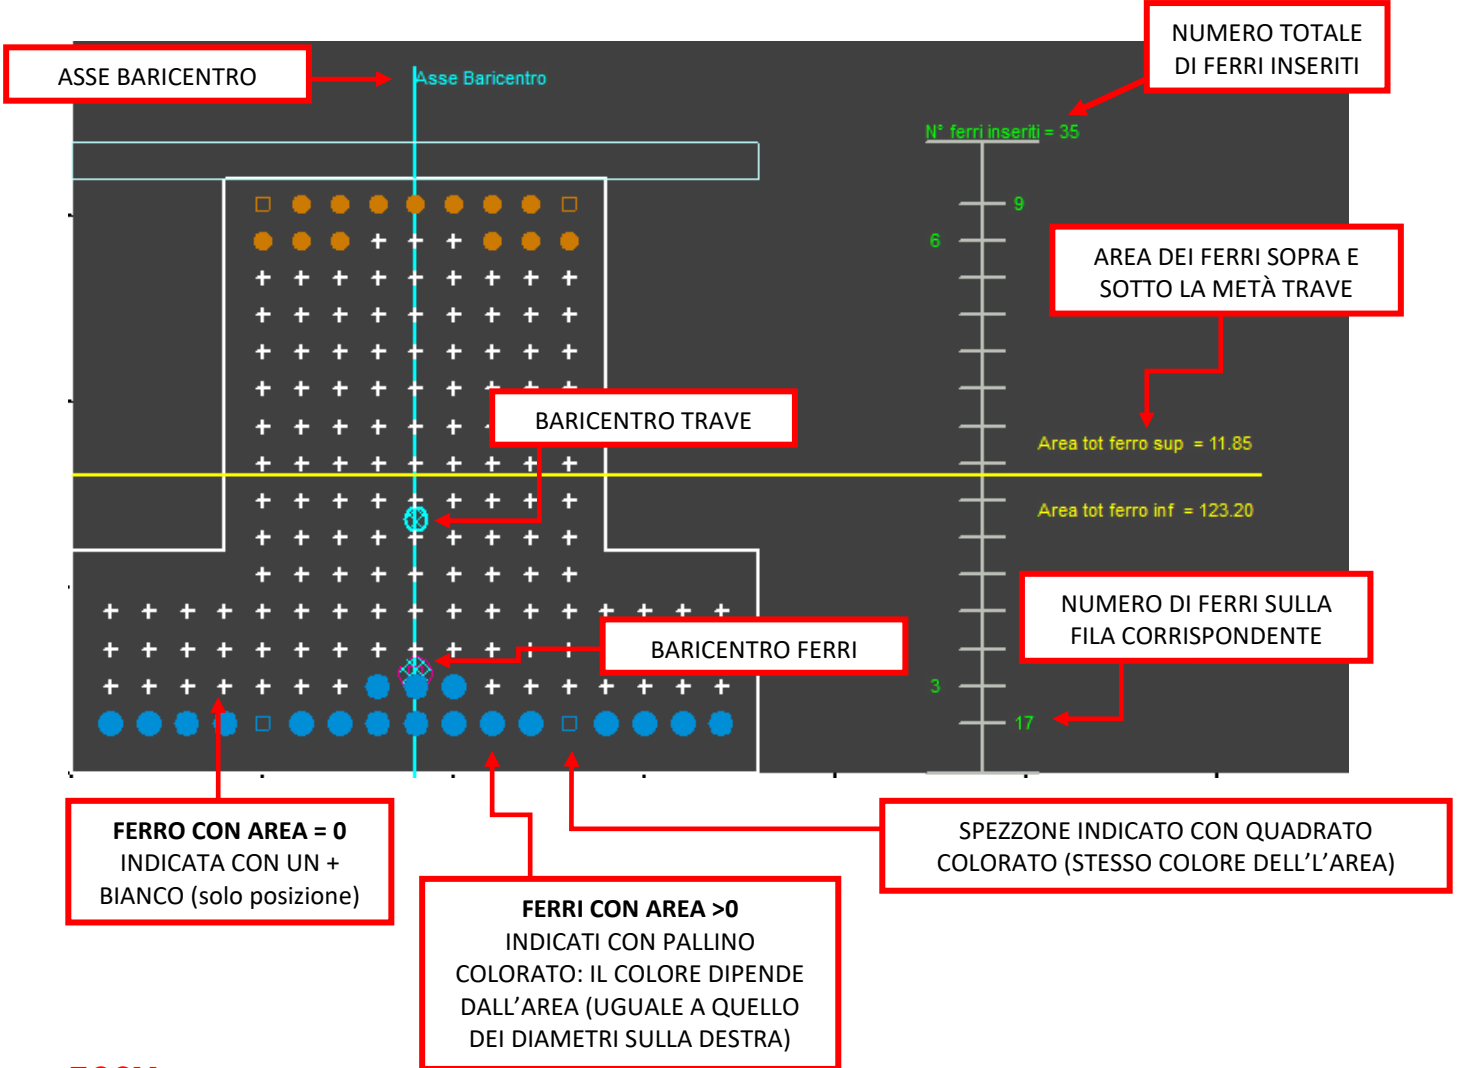 NUMERO TOTALE
DI FERRI INSERITI
ASSE BARICENTRO
Asse Baricentro
N° ferri inseriti = 35
9
6
AREA DEI FERRI SOPRA E
SOTTO LA METÀ TRAVE
BARICENTRO TRAVE
Area tot ferro sup = 11.85
Area tot ferro inf = 123.20
NUMERO DI FERRI SULLA
FILA CORRISPONDENTE
BARICENTRO FERRI
3
17
FERRO CON AREA = 0
INDICATA CON UN +
BIANCO (solo posizione)
SPEZZONE INDICATO CON QUADRATO
COLORATO (STESSO COLORE DELL'L'AREA)
FERRI CON AREA >0
INDICATI CON PALLINO
COLORATO: IL COLORE DIPENDE
DALL'AREA (UGUALE A QUELLO
DEI DIAMETRI SULLA DESTRA)